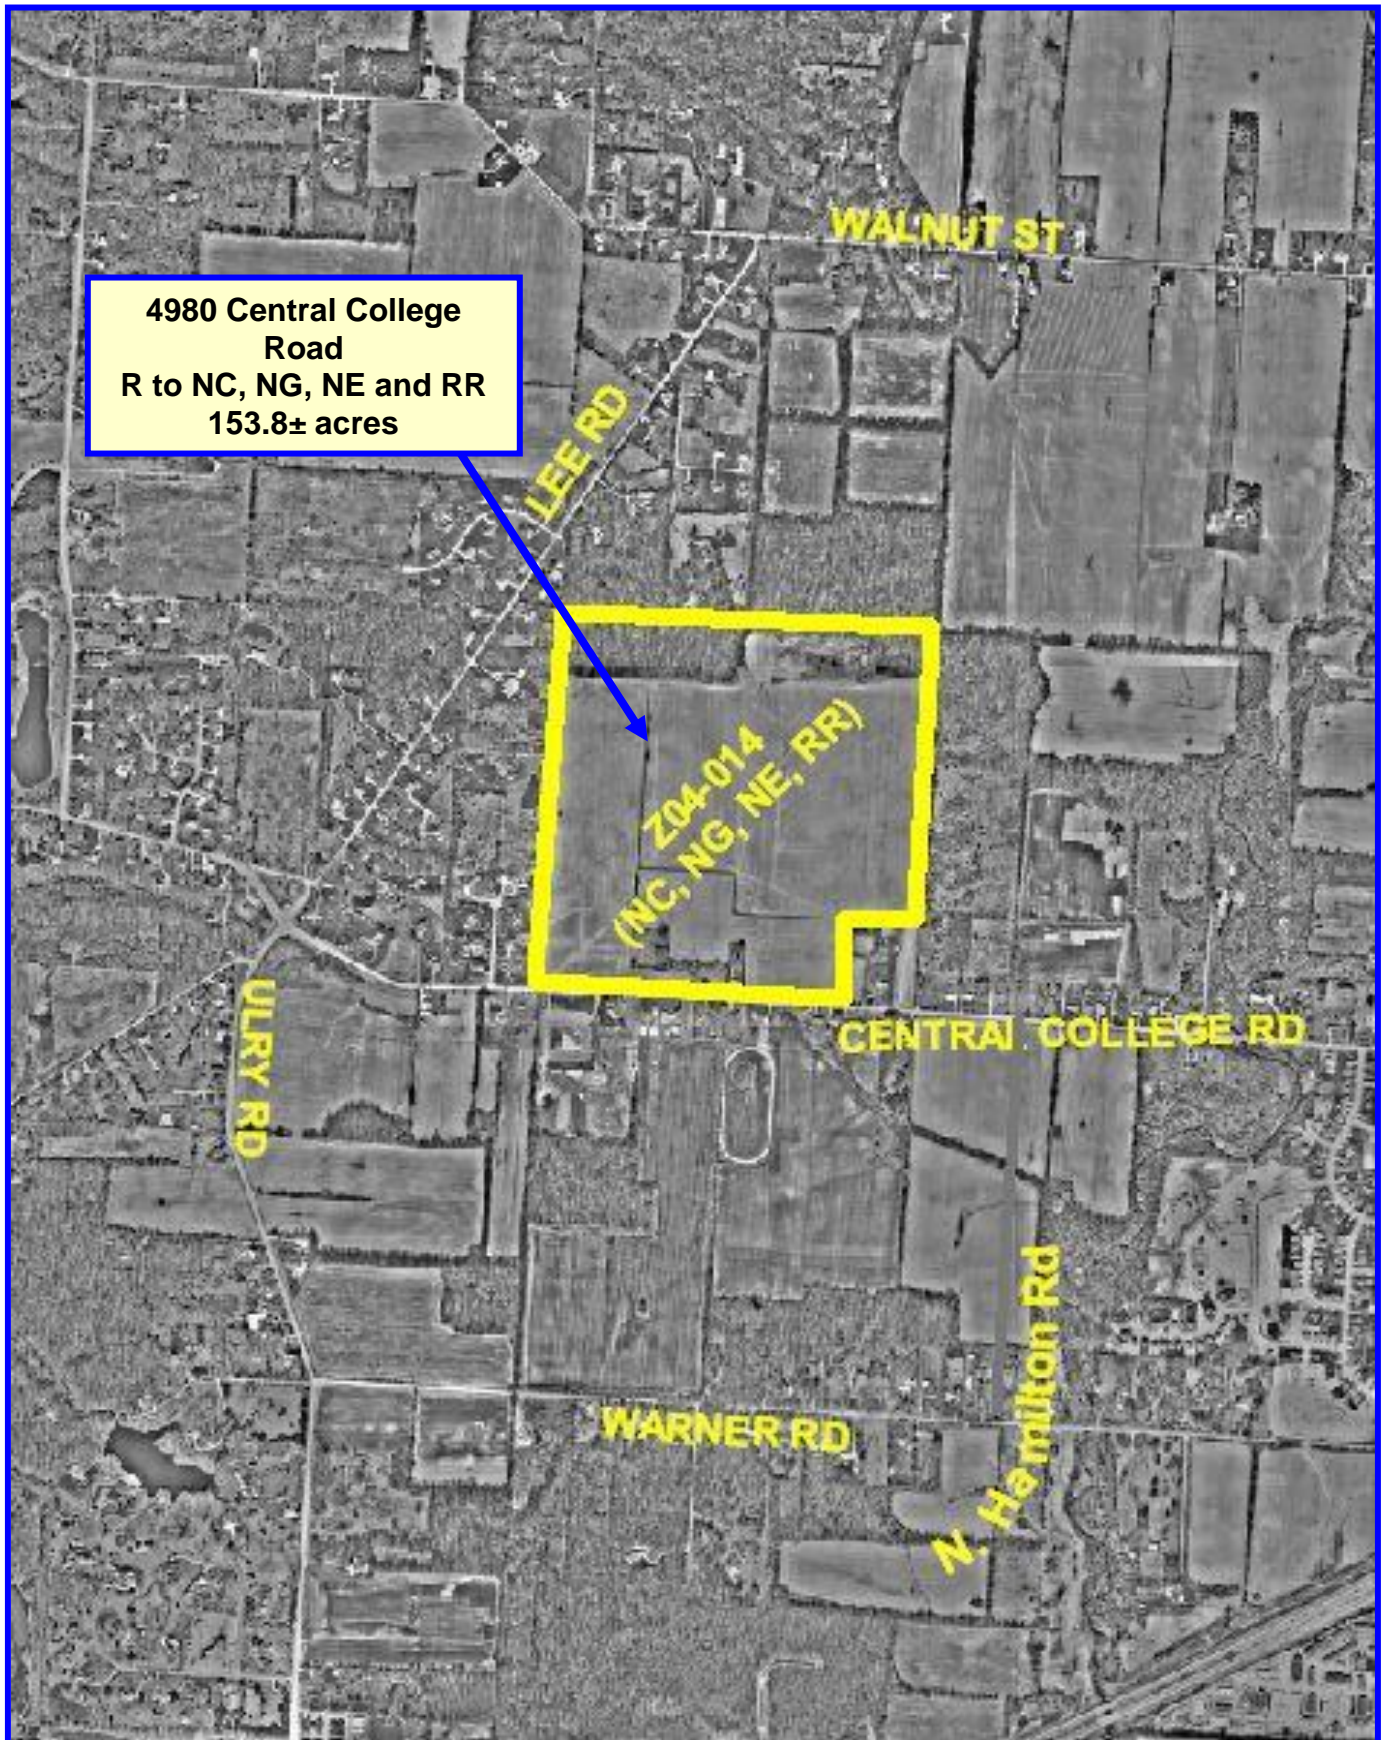 WALNUT ST
4980 Central College
Road
R to NC, NG, NE and RR
153.8± acres
LEE RD
Z04-014
(NC, NG, NE, RR)
ULRY RD
CENTRAL COLLEGE RD
N. Hamilton Rd
WARNER RD